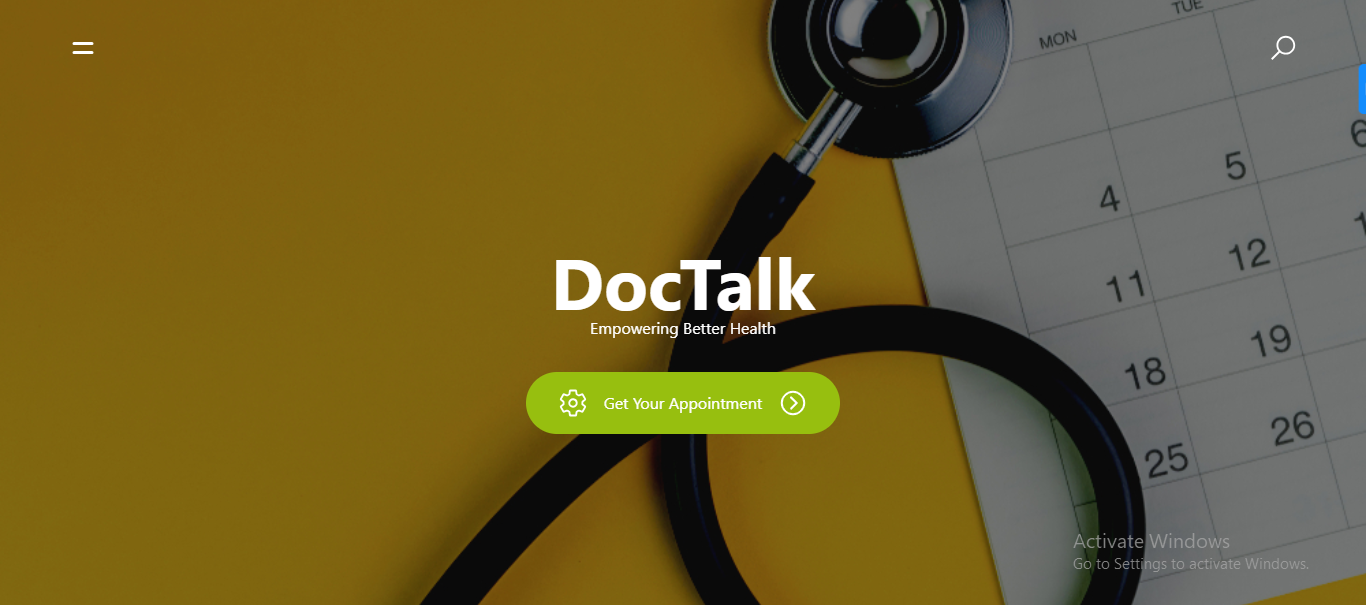 MON
TUE
6
5
4
12
11
DocTalk
Empowering Better Health
19
18
Get Your Appointment
26
25
Activate Windows
Go to Settings to activate Windows.